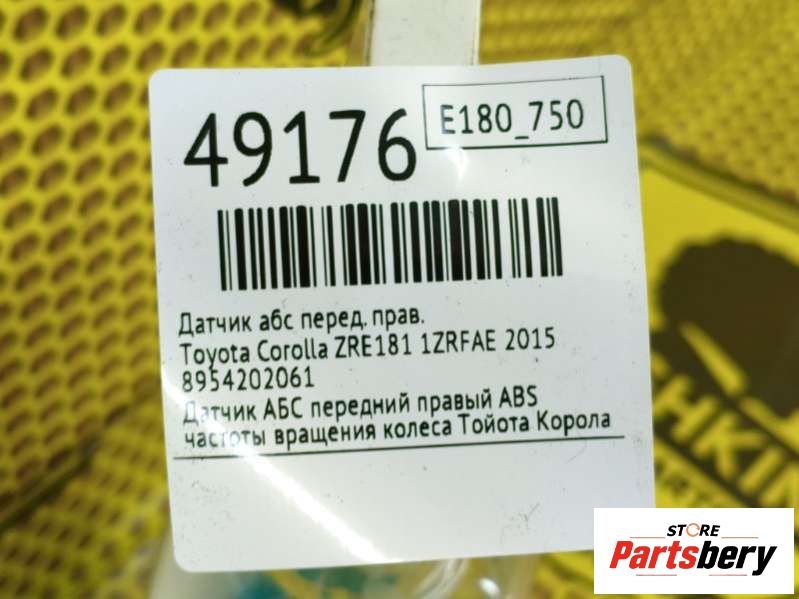 49176
E180_750
Датчик абс перед. прав.
Toyota Corolla ZRE181 1ZRFAE 2015
8954202061
Датчик АБС передний правый ABS
частоты вращения колеса Тойота Корола
STORE
Partsbery